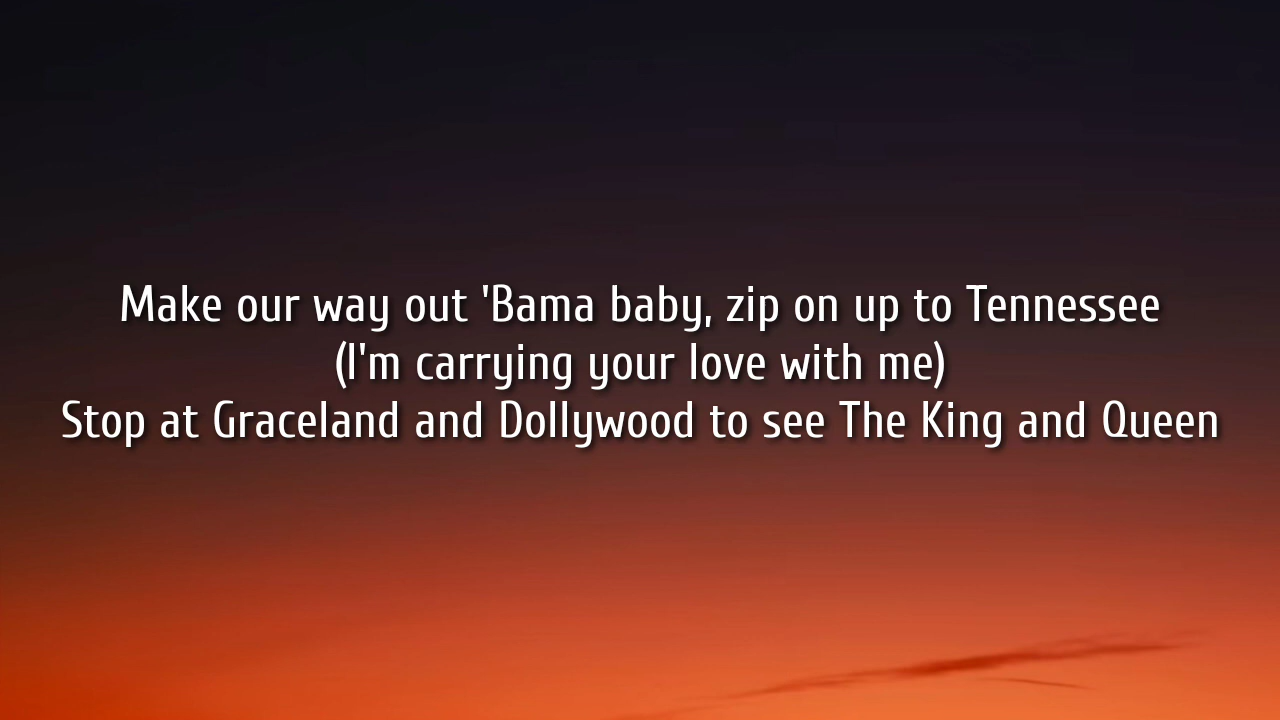 Make our way out 'Bama baby, zip on up to Tennessee
(I'm carrying your love with me)
Stop at Graceland and Dollywood to see The King and Queen